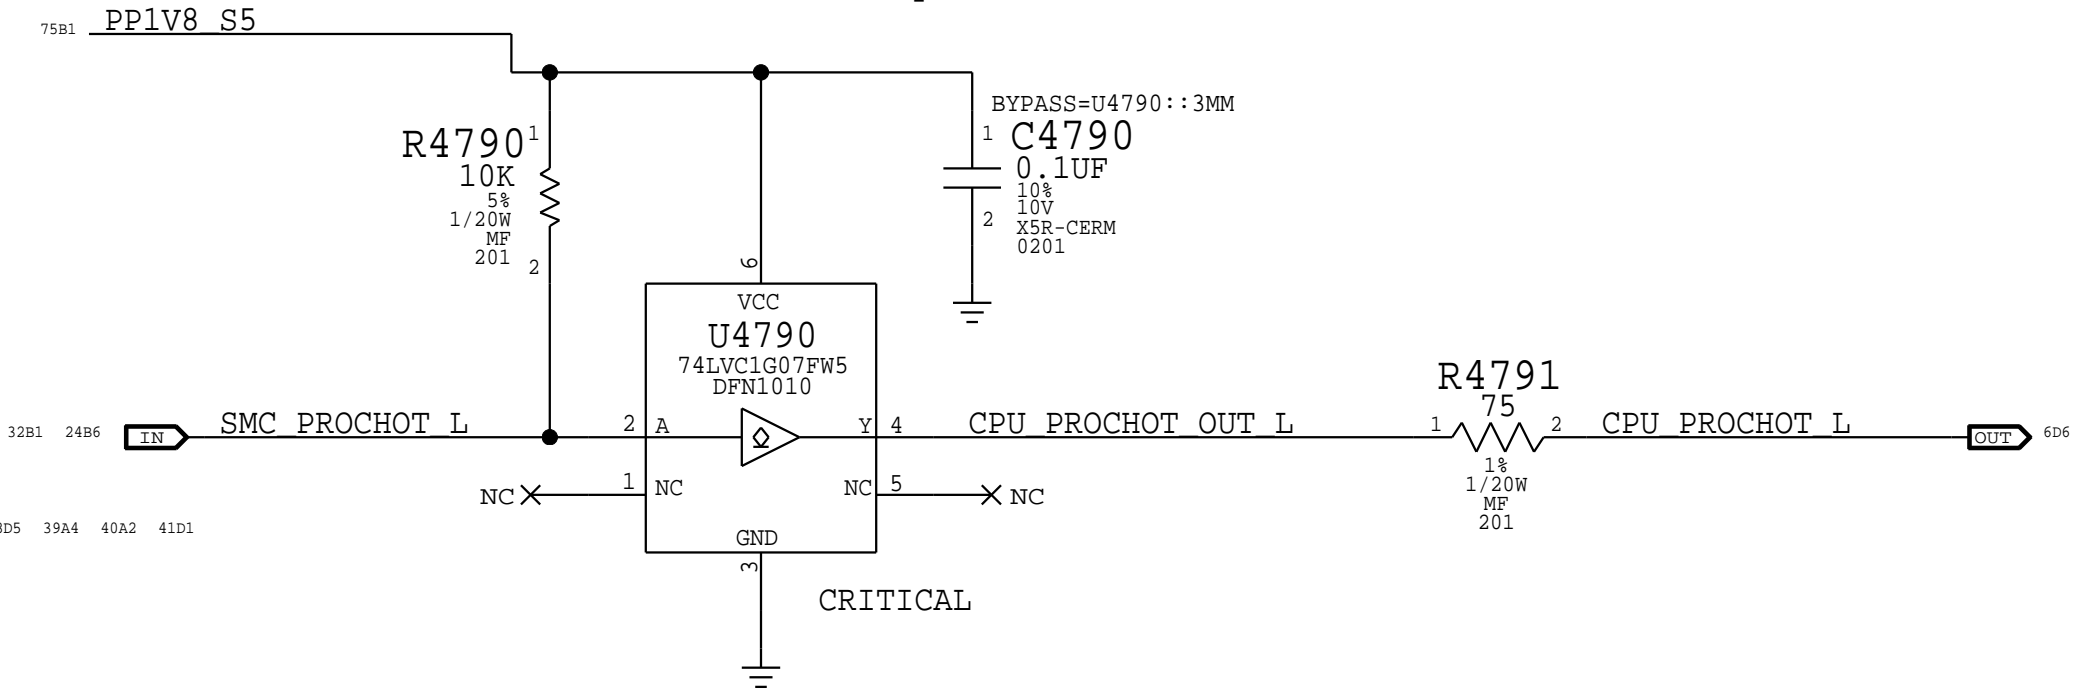 75B1 PP1V8_S5
BYPASS=U4790::3MM
R4790 1
10K
5%
1/20W
MF
201
2
1 C4790
0.1UF
10%
10V
2 X5R-CERM
0201
6
VCC
U4790
74LVC1G07FW5
DFN1010
R4791
75
32B1 24B6 IN SMC_PROCHOT_L 2 A Y 4 CPU_PROCHOT_OUT_L 1 2 CPU_PROCHOT_L OUT 6D6
1%
1/20W
MF
201
NC 1 NC NC 5 NC
39A4 40A2 41D1
GND
3
CRITICAL